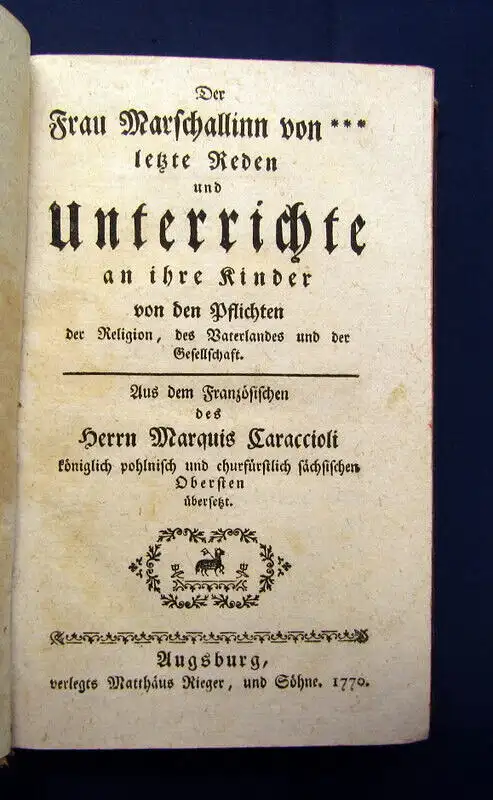 Der
Frau Marschallinn von ***
letzte Reden
und
Unterrichte
an ihre Kinder
von den Pflichten
der Religion, des Vaterlandes und der
Gesellschaft.
Aus dem Französischen
des
Herrn Marquis Caraccioli
königlich pohlnisch und churfürstlich sächsischen
Obersten
übersetzt.
Augsburg,
verlegts Matthäus Rieger, und Söhne. 1770.